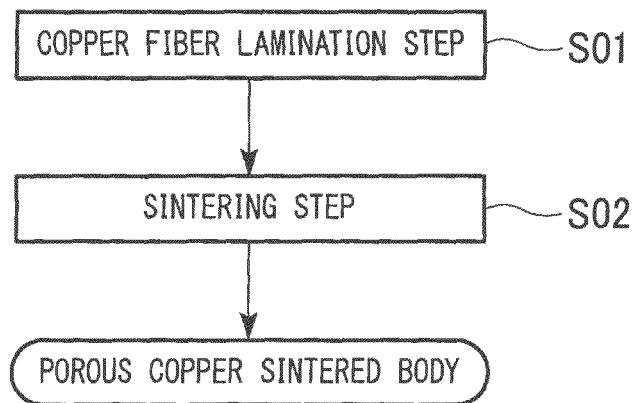 COPPER FIBER LAMINATION STEP
S01
SINTERING STEP
S02
POROUS COPPER SINTERED BODY